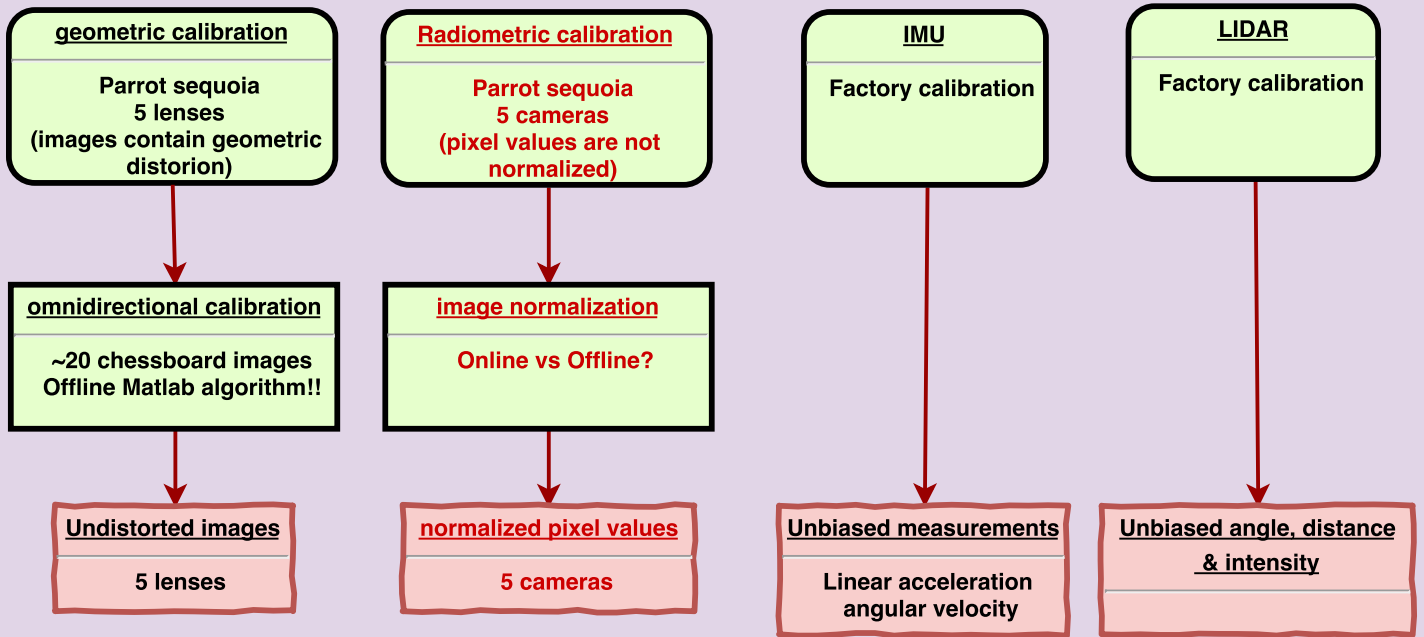 geometric calibration
Parrot sequoia
5 lenses
(images contain geometric
distorion)
Radiometric calibration
Parrot sequoia
5 cameras
(pixel values are not
normalized)
IMU
Factory calibration
LIDAR
Factory calibration
omnidirectional calibration
~20 chessboard images
Offline Matlab algorithm!!
image normalization
Online vs Offline?
Undistorted images
5 lenses
normalized pixel values
5 cameras
Unbiased measurements
Linear acceleration
angular velocity
Unbiased angle, distance
& intensity